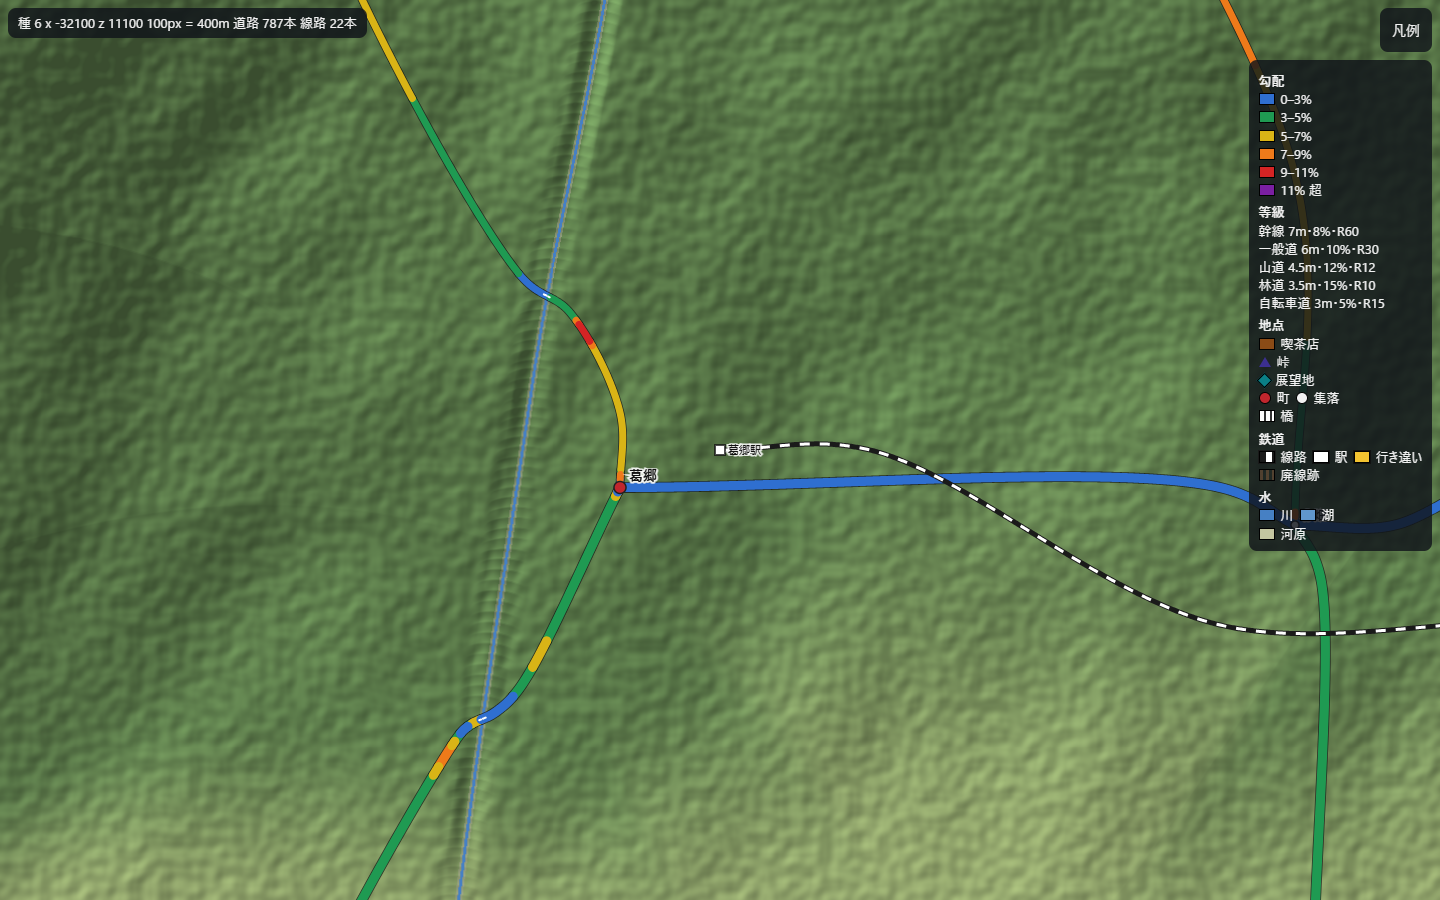 種 6 x -32100 z 11100 100px = 400m 道路 787本 線路 22本
凡例
勾配
0–3%
3–5%
5–7%
7–9%
9–11%
11% 超
等級
幹線 7m･8%･R60
一般道 6m･10%･R30
山道 4.5m･12%･R12
林道 3.5m･15%･R10
自転車道 3m･5%･R15
地点
喫茶店
峠
展望地
町 集落
橋
鉄道
線路 駅 行き違い
廃線跡
水
川 湖
河原
葛郷駅
葛郷